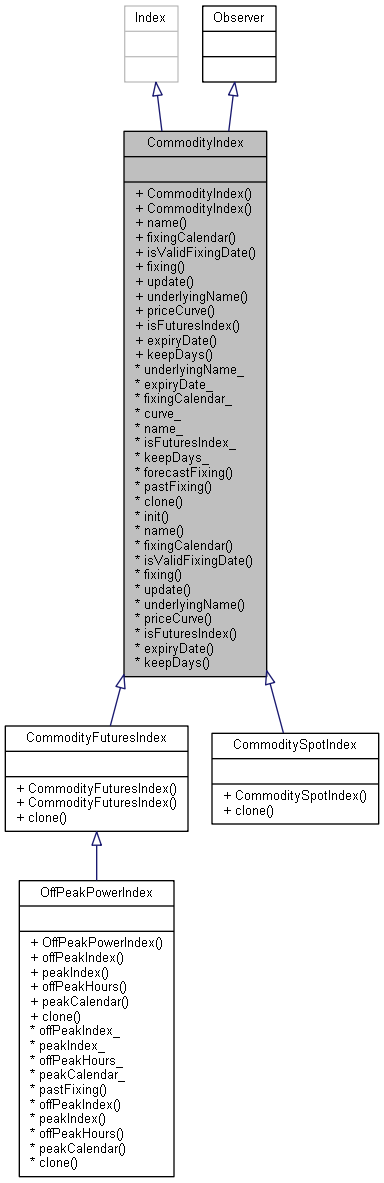 Index
Observer
CommodityIndex
+ CommodityIndex()
+ CommodityIndex()
+ name()
+ fixingCalendar()
+ isValidFixingDate()
+ fixing()
+ update()
+ underlyingName()
+ priceCurve()
+ isFuturesIndex()
+ expiryDate()
+ keepDays()
* underlyingName_
* expiryDate_
* fixingCalendar_
* curve_
* name_
* isFuturesIndex_
* keepDays_
* forecastFixing()
* pastFixing()
* clone()
* init()
* name()
* fixingCalendar()
* isValidFixingDate()
* fixing()
* update()
* underlyingName()
* priceCurve()
* isFuturesIndex()
* expiryDate()
* keepDays()
CommodityFuturesIndex
+ CommodityFuturesIndex()
+ CommodityFuturesIndex()
+ clone()
CommoditySpotIndex
+ CommoditySpotIndex()
+ clone()
OffPeakPowerIndex
+ OffPeakPowerIndex()
+ offPeakIndex()
+ peakIndex()
+ offPeakHours()
+ peakCalendar()
+ clone()
* offPeakIndex_
* peakIndex_
* offPeakHours_
* peakCalendar_
* pastFixing()
* offPeakIndex()
* peakIndex()
* offPeakHours()
* peakCalendar()
* clone()